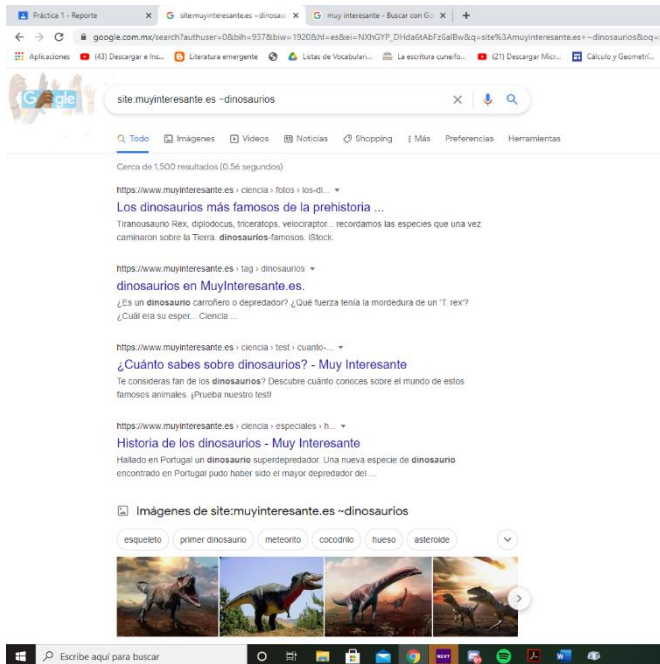 Práctica 1 - Reporte
site:muyinteresante.es ~dinosau
muy interesante - Buscar con Go
google.com.mx/search?authuser=0&bih=937&biw=1920&hl=es&ei=
Aplicaciones (43) Descargar e Ins... Literatura emergente Listas de Vocabulari... La escritura cuneifo... (21) Descargar Micr... Cálculo y Geometrí...
site:muyinteresante.es ~dinosaurios
Todo Imágenes Videos Noticias Shopping Más Preferencias Herramientas
Cerca de 1,500 resultados (0.56 segundos)
https://www.muyinteresante.es › ciencia › fotos › los-di...
Los dinosaurios más famosos de la prehistoria ...
Tiranousaurio Rex, diplodocus, triceratops, velociraptor... recordamos las especies que una vez
caminaron sobre la Tierra. dinosaurios-famosos. iStock.
https://www.muyinteresante.es › tag › dinosaurios
dinosaurios en MuyInteresante.es.
¿Es un dinosaurio carroñero o depredador? ¿Qué fuerza tenía la mordedura de un 'T. rex'?
¿Cuál era su esper... Ciencia ...
https://www.muyinteresante.es › ciencia › test › cuanto-...
¿Cuánto sabes sobre dinosaurios? - Muy Interesante
Te consideras fan de los dinosaurios? Descubre cuánto conoces sobre el mundo de estos
famosos animales. ¡Prueba nuestro test!
https://www.muyinteresante.es › ciencia › especiales › h...
Historia de los dinosaurios - Muy Interesante
Hallado en Portugal un dinosaurio superdepredador. Una nueva especie de dinosaurio
encontrado en Portugal pudo haber sido el mayor depredador del ...
Imágenes de site:muyinteresante.es ~dinosaurios
esqueleto primer dinosaurio meteorito cocodrilo hueso asteroide
Escribe aquí para buscar